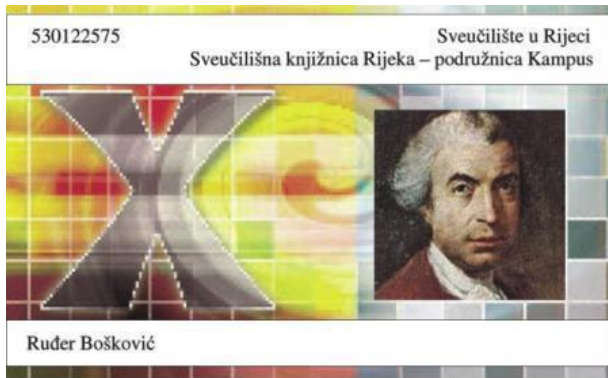 530122575
Sveučilište u Rijeci
Sveučilišna knjižnica Rijeka – podružnica Kampus
X
Ruđer Bošković